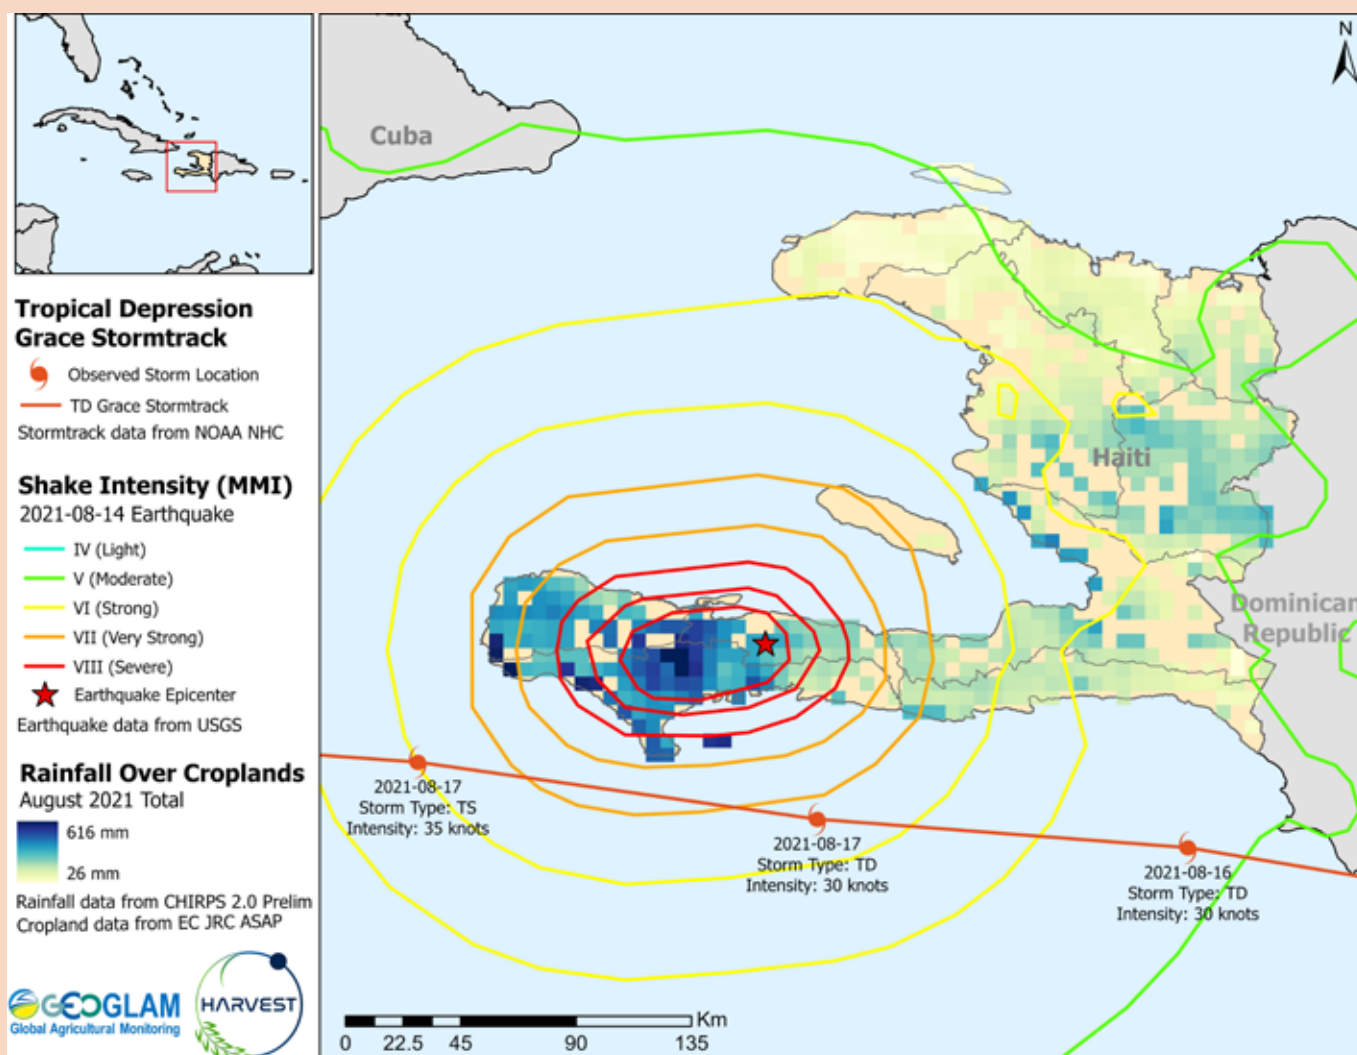 Tropical Depression
Grace Stormtrack
Observed Storm Location
TD Grace Stormtrack
Stormtrack data from NOAA NHC
Shake Intensity (MMI)
2021-08-14 Earthquake
IV (Light)
V (Moderate)
VI (Strong)
VII (Very Strong)
VIII (Severe)
Earthquake Epicenter
Earthquake data from USGS
Rainfall Over Croplands
August 2021 Total
616 mm
26 mm
Rainfall data from CHIRPS 2.0 Prelim
Cropland data from EC JRC ASAP
GEOGLAM
Global Agricultural Monitoring
HARVEST
N
Cuba
Haiti
Dominican
Republic
2021-08-17
Storm Type: TS
Intensity: 35 knots
2021-08-17
Storm Type: TD
Intensity: 30 knots
2021-08-16
Storm Type: TD
Intensity: 30 knots
Km
0 22.5 45 90 135